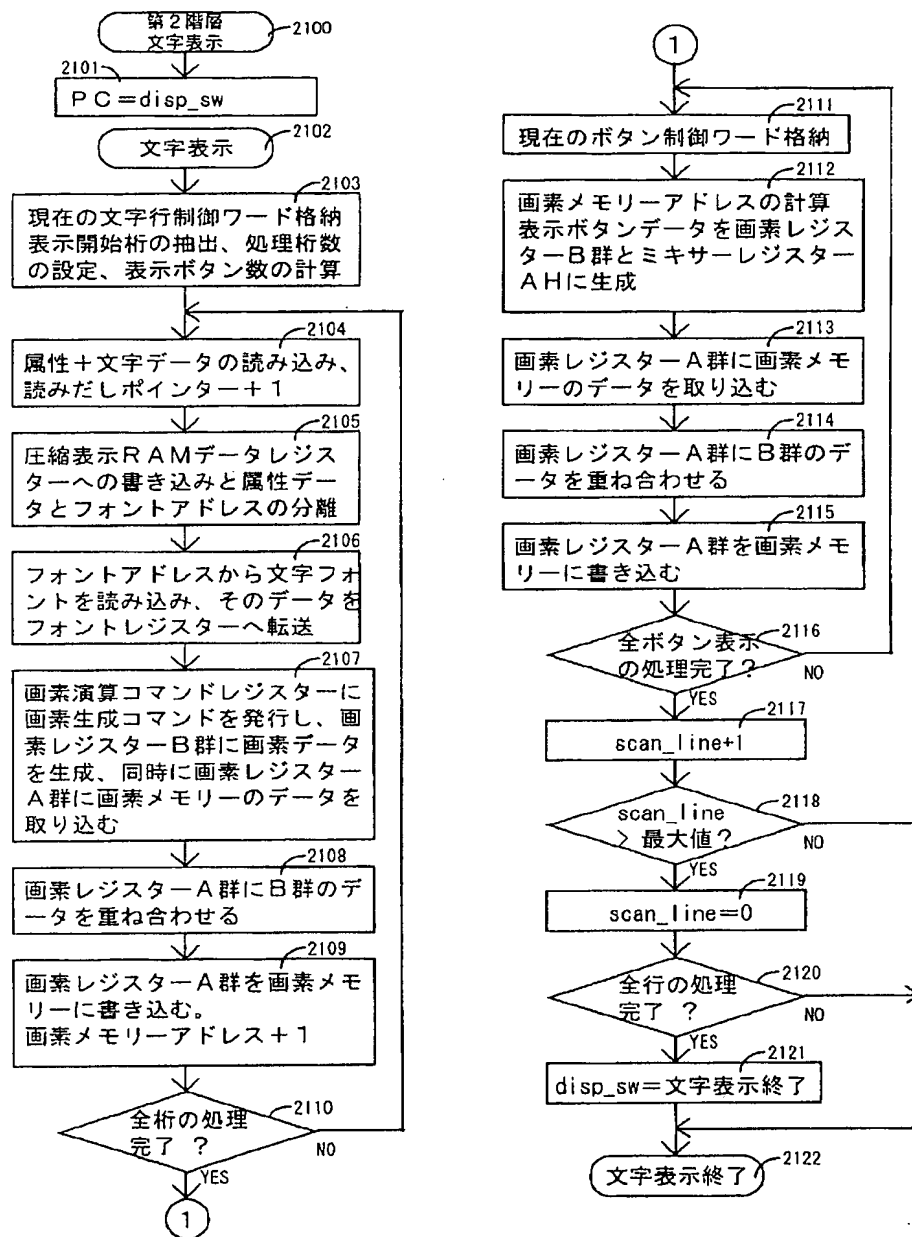 第2階層
文字表示
2100
2101
PC=disp_sw
2102
文字表示
2103
現在の文字行制御ワード格納
表示開始桁の抽出、処理桁数
の設定、表示ボタン数の計算
2104
属性+文字データの読み込み、
読みだしポインター+1
2105
圧縮表示RAMデータレジス
ターへの書き込みと属性デー
タとフォントアドレスの分離
2106
フォントアドレスから文字フォ
ントを読み込み、そのデータを
フォントレジスターへ転送
2107
画素演算コマンドレジスターに
画素生成コマンドを発行し、画
素レジスターB群に画素データ
を生成、同時に画素レジスター
A群に画素メモリーのデータを
取り込む
2108
画素レジスターA群にB群のデ
ータを重ね合わせる
2109
画素レジスターA群を画素メモ
リーに書き込む。
画素メモリーアドレス+1
2110
全桁の処理
完了 ?
NO
YES
1
1
2111
現在のボタン制御ワード格納
2112
画素メモリーアドレスの計算
表示ボタンデータを画素レジ
スターB群とミキサーレジスター
AHに生成
2113
画素レジスターA群に画素メモ
リーのデータを取り込む
2114
画素レジスターA群にB群のデ
ータを重ね合わせる
2115
画素レジスターA群を画素メモ
リーに書き込む
2116
全ボタン表示
の処理完了?
NO
YES
2117
scan_line+1
2118
scan_line
> 最大値?
NO
YES
2119
scan_line=0
2120
全行の処理
完了 ?
NO
YES
2121
disp_sw=文字表示終了
2122
文字表示終了